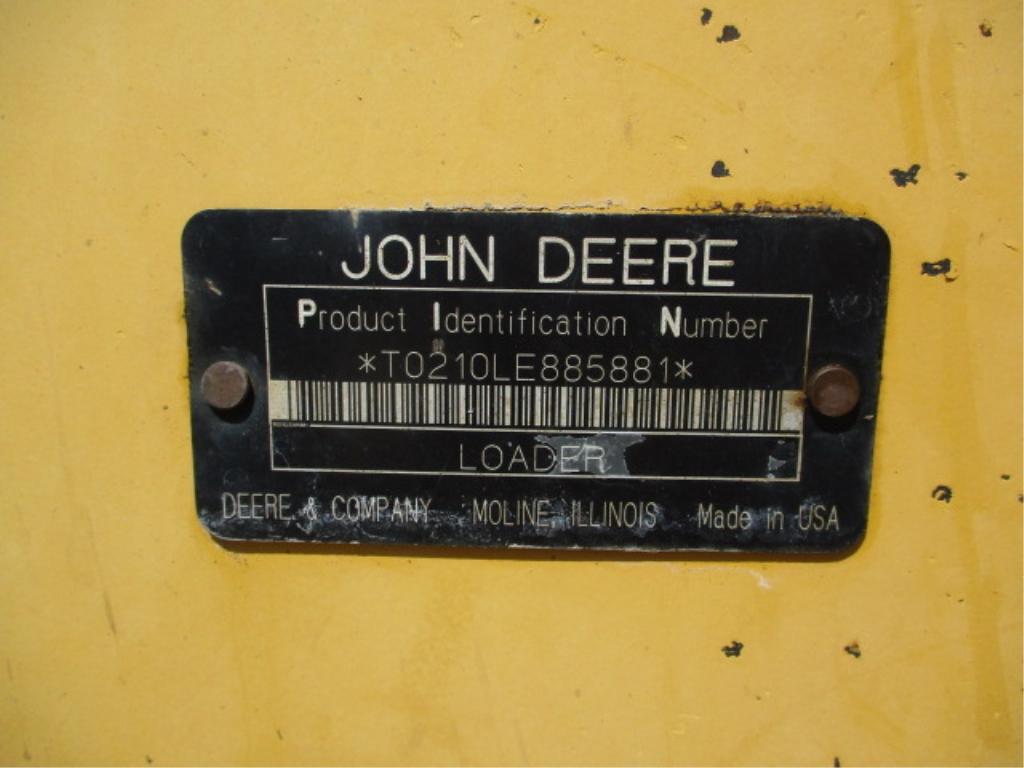 JOHN DEERE
Product Identification Number
*T0210LE885881*
LOADER
DEERE & COMPANY MOLINE, ILLINOIS Made in USA